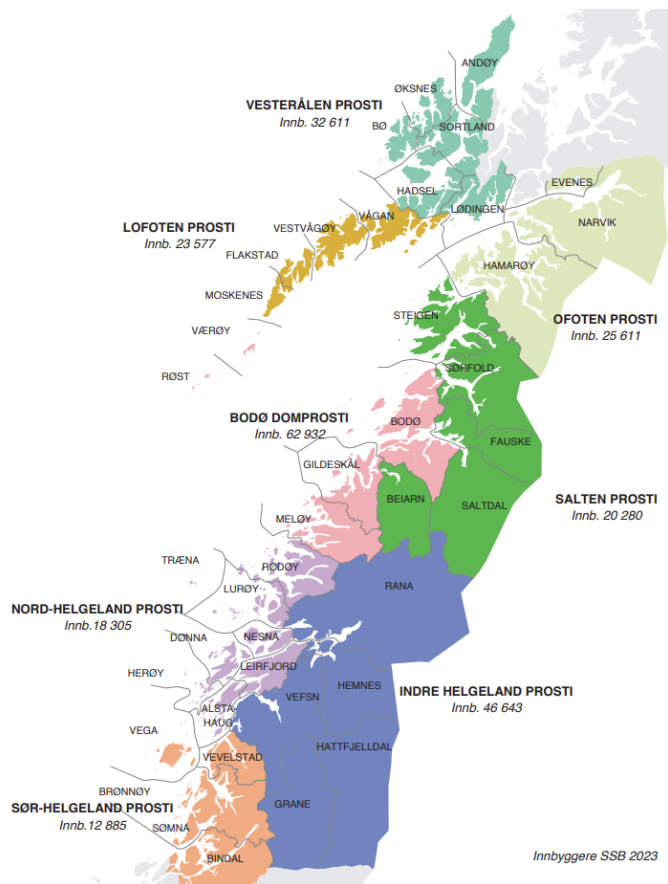 ANDØY
ØKSNES
VESTERÅLEN PROSTI
Innb. 32 611
BØ
SORTLAND
EVENES
HADSEL
LØDINGEN
VÅGAN
NARVIK
LOFOTEN PROSTI
Innb. 23 577
VESTVÅGØY
FLAKSTAD
HAMARØY
MOSKENES
STEIGEN
OFOTEN PROSTI
Innb. 25 611
VÆRØY
SØRFOLD
RØST
BODØ DOMPROSTI
Innb. 62 932
BODØ
FAUSKE
GILDESKÅL
BEIARN
SALTDAL
SALTEN PROSTI
Innb. 20 280
MELØY
TRÆNA
RØDØY
RANA
LURØY
NORD-HELGELAND PROSTI
Innb.18 305
DØNNA
NESNA
LEIRFJORD
HERØY
VEFSN
HEMNES
INDRE HELGELAND PROSTI
Innb. 46 643
ALSTA-
HAUG
VEGA
HATTFJELLDAL
VEVELSTAD
BRØNNØY
SØR-HELGELAND PROSTI
Innb.12 885
GRANE
SØMNA
BINDAL
Innbyggere SSB 2023